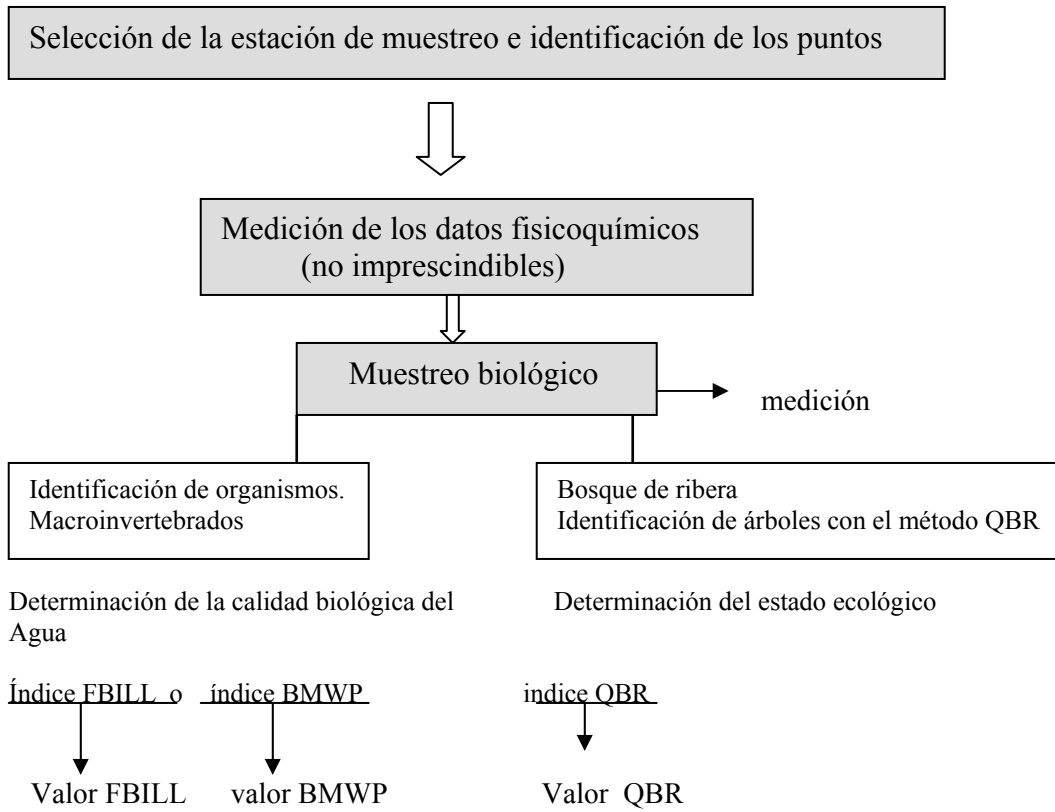 Selección de la estación de muestreo e identificación de los puntos
Medición de los datos fisicoquímicos
(no imprescindibles)
Muestreo biológico
medición
Identificación de organismos.
Macroinvertebrados
Bosque de ribera
Identificación de árboles con el método QBR
Determinación de la calidad biológica del
Agua
Determinación del estado ecológico
Índice FBILL o índice BMWP indice QBR
Valor FBILL valor BMWP Valor QBR